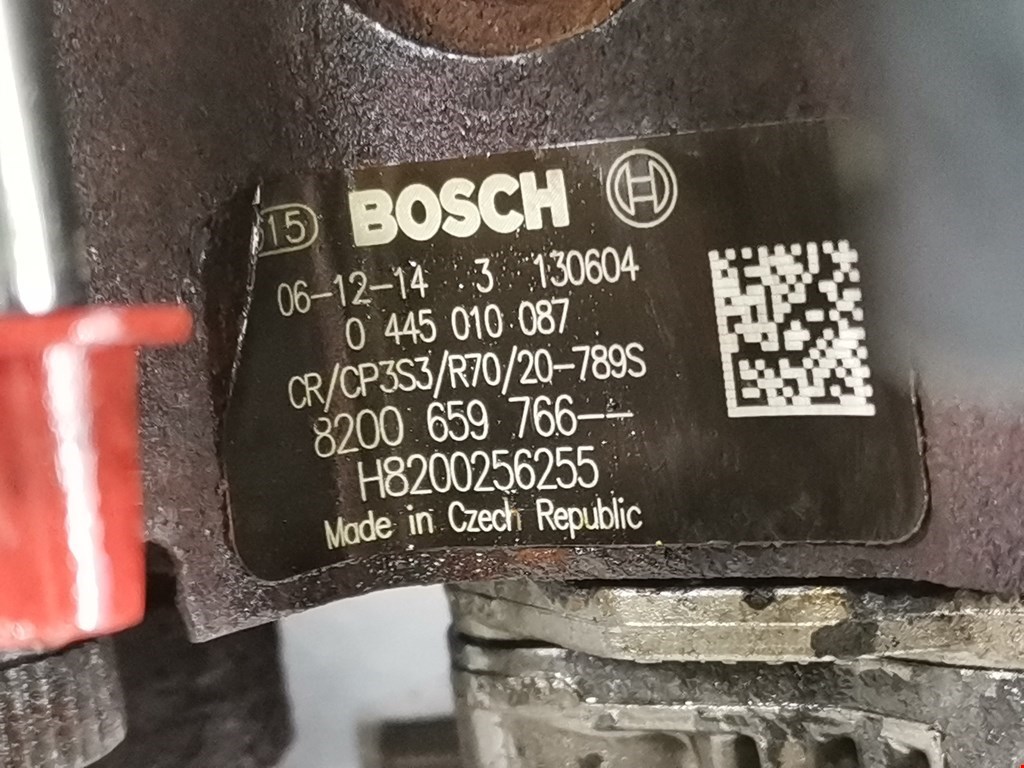 15 BOSCH
06-12-14 3 130604
0 445 010 087
CR/CP3S3/R70/20-789S
8200 659 766--
H8200256255
Made in Czech Republic